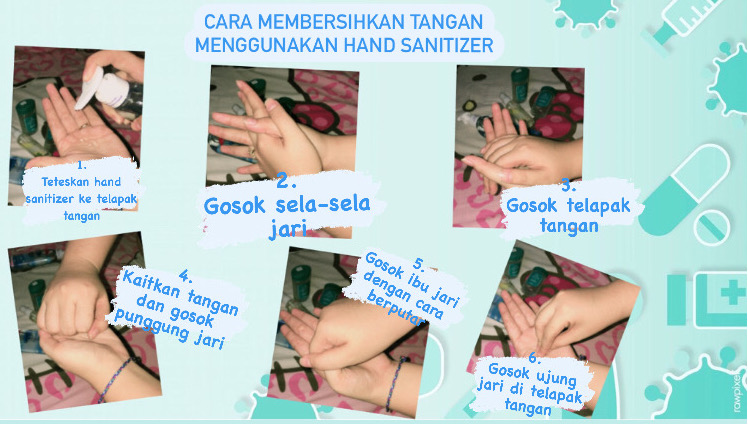 CARA MEMBERSIHKAN TANGAN
MENGGUNAKAN HAND SANITIZER
1.
Teteskan hand
sanitizer ke telapak
tangan
2.
Gosok sela-sela
jari
3.
Gosok telapak
tangan
4.
Kaitkan tangan
dan gosok
punggung jari
5.
Gosok ibu jari
dengan cara
berputar
6.
Gosok ujung
jari di telapak
tangan
rawpixel